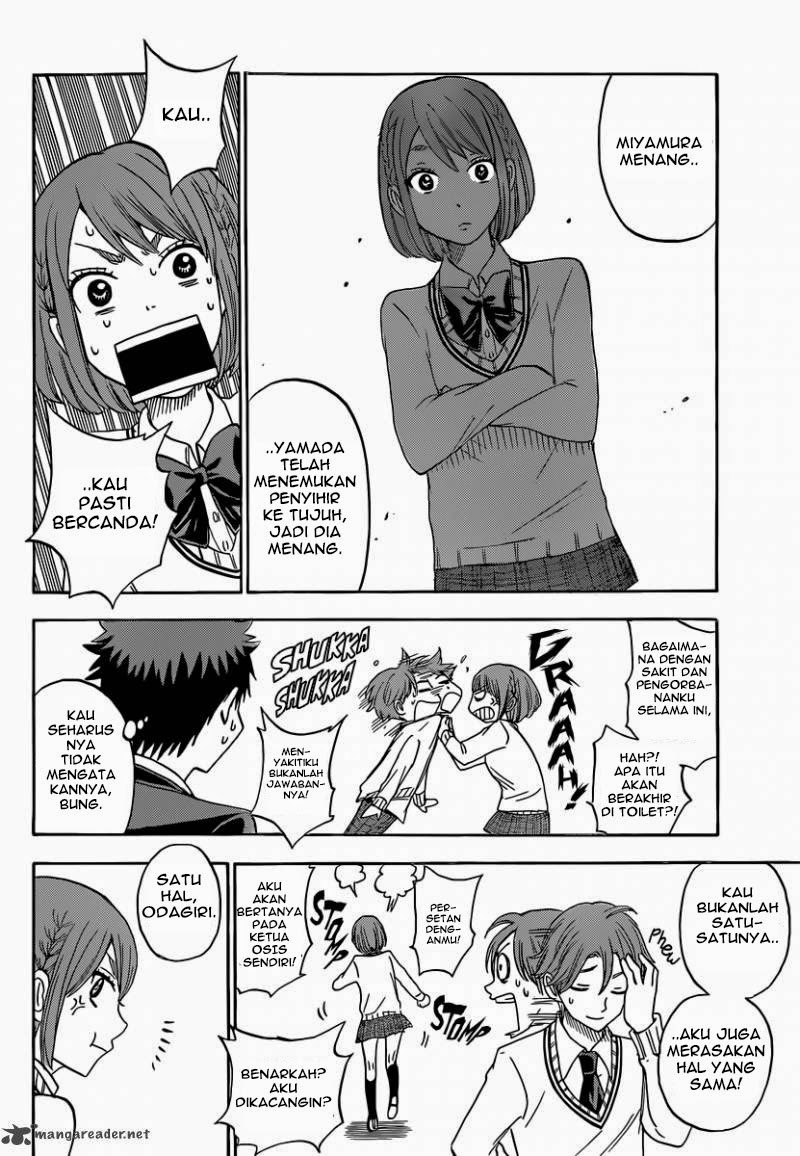 MIYAMURA
MENANG..
..YAMADA
TELAH
MENEMUKAN
PENYIHIR
KE TUJUH,
JADI DIA
MENANG.
KAU..
..KAU
PASTI
BERCANDA!
BAGAIMA-
NA DENGAN
SAKIT DAN
PENGORBA-
NANKU
SELAMA INI,
HAH?!
APA ITU
AKAN
BERAKHIR
DI TOILET?!
GRAAAH!
SHUKKA
SHUKKA
MEN-
YAKITIKU
BUKANLAH
JAWABAN-
NYA!
KAU
SEHARUS
NYA
TIDAK
MENGATA
KANNYA,
BUNG.
KAU
BUKANLAH
SATU-
SATUNYA..
phew
..AKU JUGA
MERASAKAN
HAL YANG
SAMA!
PER-
SETAN
DENG-
ANMU!
AKU
AKAN
BERTANYA
PADA
KETUA
OSIS
SENDIRI!
STOMP
STOMP
BENARKAH?
AKU
DIKACANGIN?
SATU
HAL,
ODAGIRI.
mangareader.net